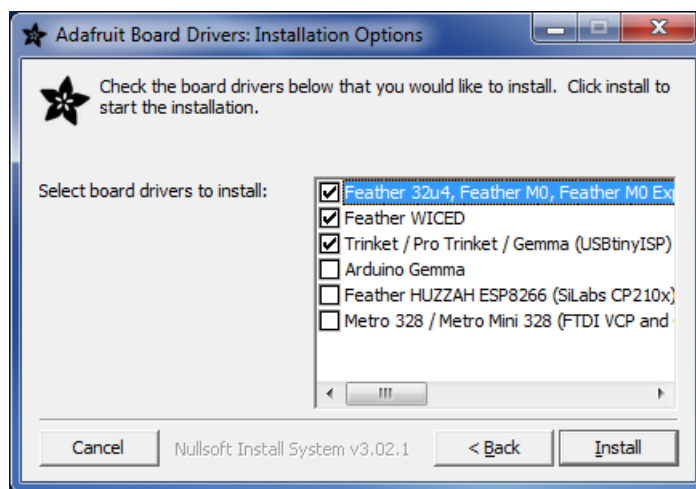 Adafruit Board Drivers: Installation Options
Check the board drivers below that you would like to install. Click install to
start the installation.
Select board drivers to install:
Feather 32u4, Feather M0, Feather M0 Ex
Feather WICED
Trinket / Pro Trinket / Gemma (USBtinyISP)
Arduino Gemma
Feather HUZZAH ESP8266 (SiLabs CP210x)
Metro 328 / Metro Mini 328 (FTDI VCP and
Cancel
Nullsoft Install System v3.02.1
< Back
Install